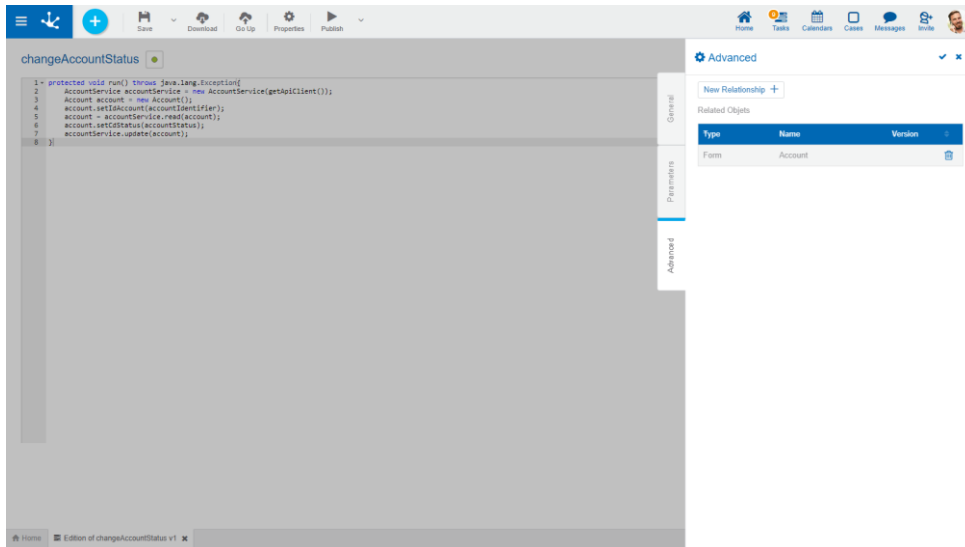 Save
Download
Go Up
Properties
Publish
Home
Tasks
Calendars
Cases
Messages
Invite
changeAccountStatus
1 protected void run() throws java.lang.Exception{
2 AccountService accountService = new AccountService(getApiClient());
3 Account account = new Account();
4 account.setIdAccount(accountIdentifier);
5 account = accountService.read(account);
6 account.setCdStatus(accountStatus);
7 accountService.update(account);
8 }
General
Parameters
Advanced
Advanced
New Relationship +
Related Objets
Type Name Version
Form Account
Home
Edition of changeAccountStatus v1